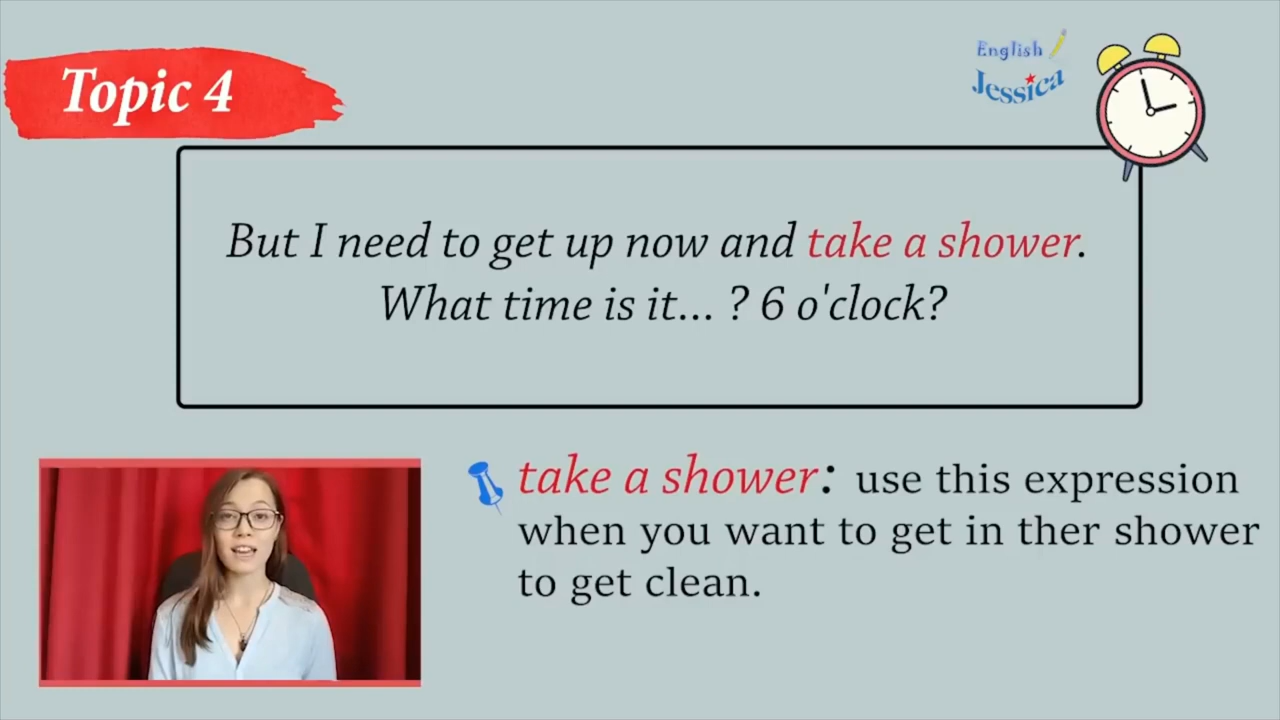 Topic 4
English
Jessica
But I need to get up now and take a shower.
What time is it... ? 6 o'clock?
take a shower: use this expression
when you want to get in ther shower
to get clean.